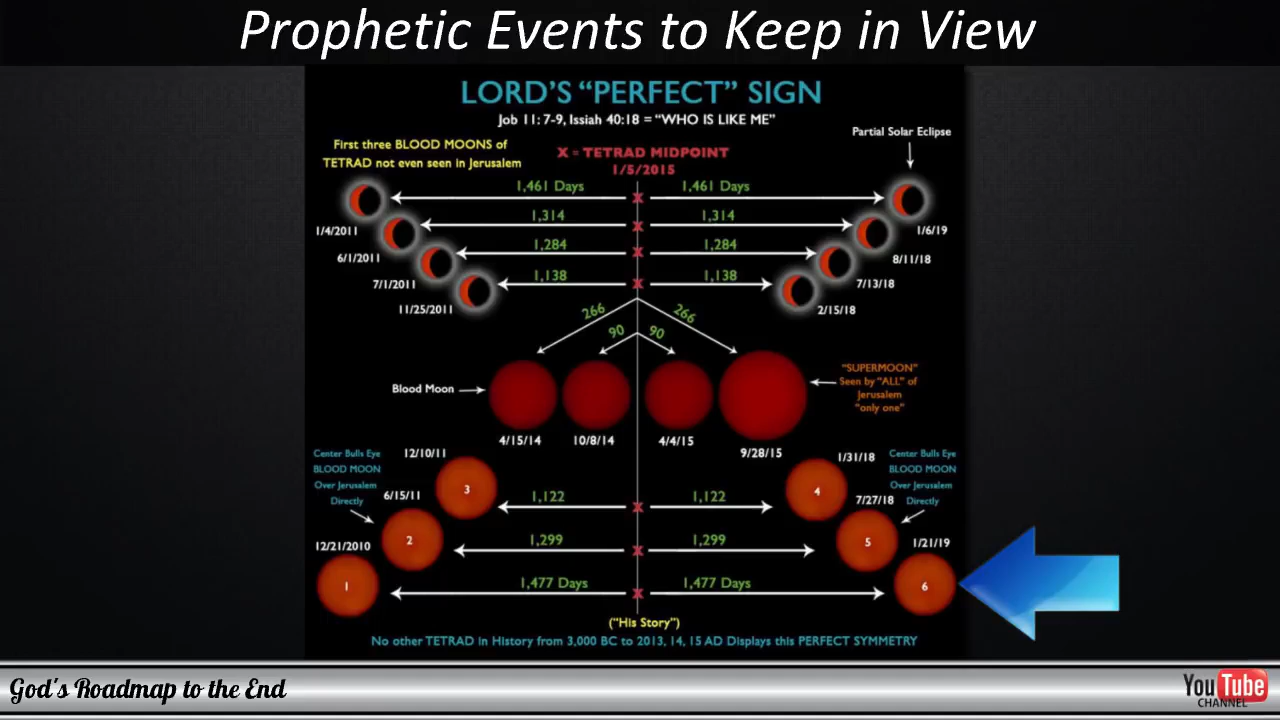 Prophetic Events to Keep in View
LORD'S “PERFECT” SIGN
Job 11: 7-9, Issiah 40:18 = “WHO IS LIKE ME”
Partial Solar Eclipse
First three BLOOD MOONS of
TETRAD not even seen in Jerusalem
X = TETRAD MIDPOINT
1/5/2015
1,461 Days
1,461 Days
X
1/4/2011
1,314
1,314
X
1/6/19
6/1/2011
1,284
1,284
X
8/11/18
7/1/2011
1,138
1,138
X
7/13/18
11/25/2011
2/15/18
266
266
90
90
Blood Moon
“SUPERMOON”
Seen by “ALL” of
Jerusalem
“only one”
4/15/14
10/8/14
4/4/15
9/28/15
Center Bulls Eye
BLOOD MOON
Over Jerusalem
Directly
12/10/11
3
6/15/11
2
12/21/2010
1
1,122
1,122
X
1,299
1,299
X
1,477 Days
1,477 Days
X
1/31/18
4
7/27/18
5
1/21/19
6
Center Bulls Eye
BLOOD MOON
Over Jerusalem
Directly
(“His Story”)
No other TETRAD in History from 3,000 BC to 2013, 14, 15 AD Displays this PERFECT SYMMETRY
God's Roadmap to the End
YouTube
CHANNEL